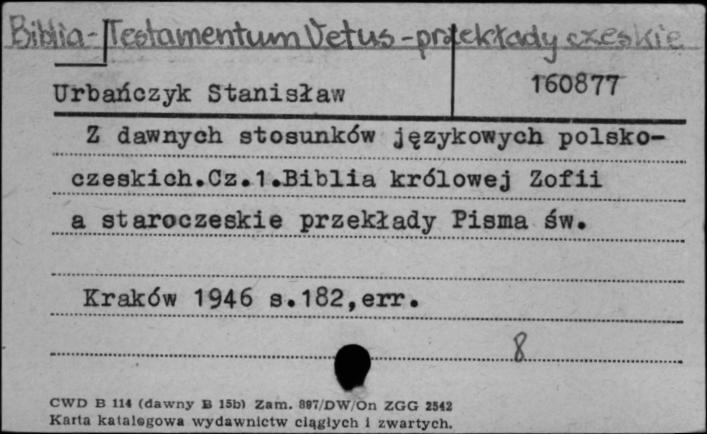 Biblia - Testamentum Vetus - przekłady czeskie
160877
Urbańczyk Stanisław
Z dawnych stosunków językowych polsko-
czeskich.Cz.1.Biblia królowej Zofii
a staroczeskie przekłady Pisma św.
Kraków 1946 s.182,err.
8
CWD B 114 (dawny B 15b) Zam. 897/DW/On ZGG 2542
Karta katalogowa wydawnictw ciągłych i zwartych.